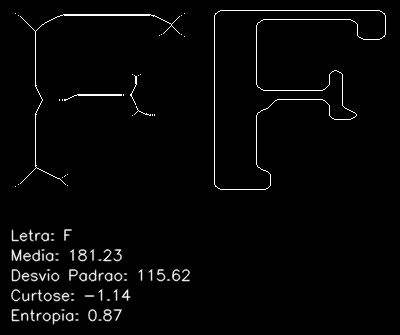 F F
Letra: F
Media: 181.23
Desvio Padrao: 115.62
Curtose: -1.14
Entropia: 0.87